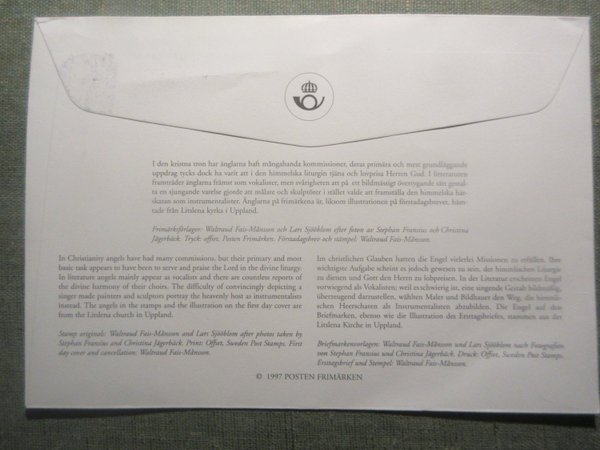 I den kristna tron har änglarna haft mångahanda kommissioner, deras primära och mest grundläggande
uppdrag tycks dock ha varit att i den himmelska liturgin tjäna och lovprisa Herren Gud. I litteraturen
framträder änglarna främst som vokalister, men svårigheten att på ett bildmässigt övertygande sätt gestal-
ta en sjungande varelse gjorde att målare och skulptörer i stället valde att framställa den himmelska här-
skaran som instrumentalister. Änglarna på frimärkena är, liksom illustrationen på förstadagsbrevet, häm-
tade från Litslena kyrka i Uppland.
Frimärksförlagor: Waltraud Fais-Månsson och Lars Sjööblom efter foton av Stephan Fransius och Christina
Jägerbäck. Tryck: offset, Posten Frimärken. Förstadagsbrev och stämpel: Waltraud Fais-Månsson.
In Christianity angels have had many commissions, but their primary and most
basic task appears to have been to serve and praise the Lord in the divine liturgy.
In literature angels mainly appear as vocalists and there are countless reports of
the divine harmony of their choirs. The difficulty of convincingly depicting a
singer made painters and sculptors portray the heavenly host as instrumentalists
instead. The angels in the stamps and the illustration on the first day cover are
from the Litslena church in Uppland.
Stamp originals: Waltraud Fais-Månsson and Lars Sjööblom after photos taken by
Stephan Fransius and Christina Jägerbäck. Print: Offset, Sweden Post Stamps. First
day cover and cancellation: Waltraud Fais-Månsson.
Im christlichen Glauben hatten die Engel vielerlei Missionen zu erfüllen. Ihre
wichtigste Aufgabe scheint es jedoch gewesen zu sein, der himmlischen Liturgie
zu dienen und Gott den Herren zu lobpreisen. In der Literatur erscheinen Engel
vorwiegend als Vokalisten; weil es schwierig ist, eine singende Gestalt bildmäßig,
überzeugend darzustellen, wählten Maler und Bildhauer den Weg, die himmli-
schen Heerscharen als Instrumentalisten abzubilden. Die Engel auf den
Briefmarken, ebenso wie die Illustration des Ersttagsbriefes, stammen aus der
Litslena Kirche in Uppland.
Briefmarkenvorlagen: Waltraud Fais-Månsson und Lars Sjööblom nach Fotografien
von Stephan Fransius und Christina Jägerbäck. Druck: Offset, Sweden Post Stamps.
Ersttagsbrief und Stempel: Waltraud Fais-Månsson.
© 1997 POSTEN FRIMÄRKEN